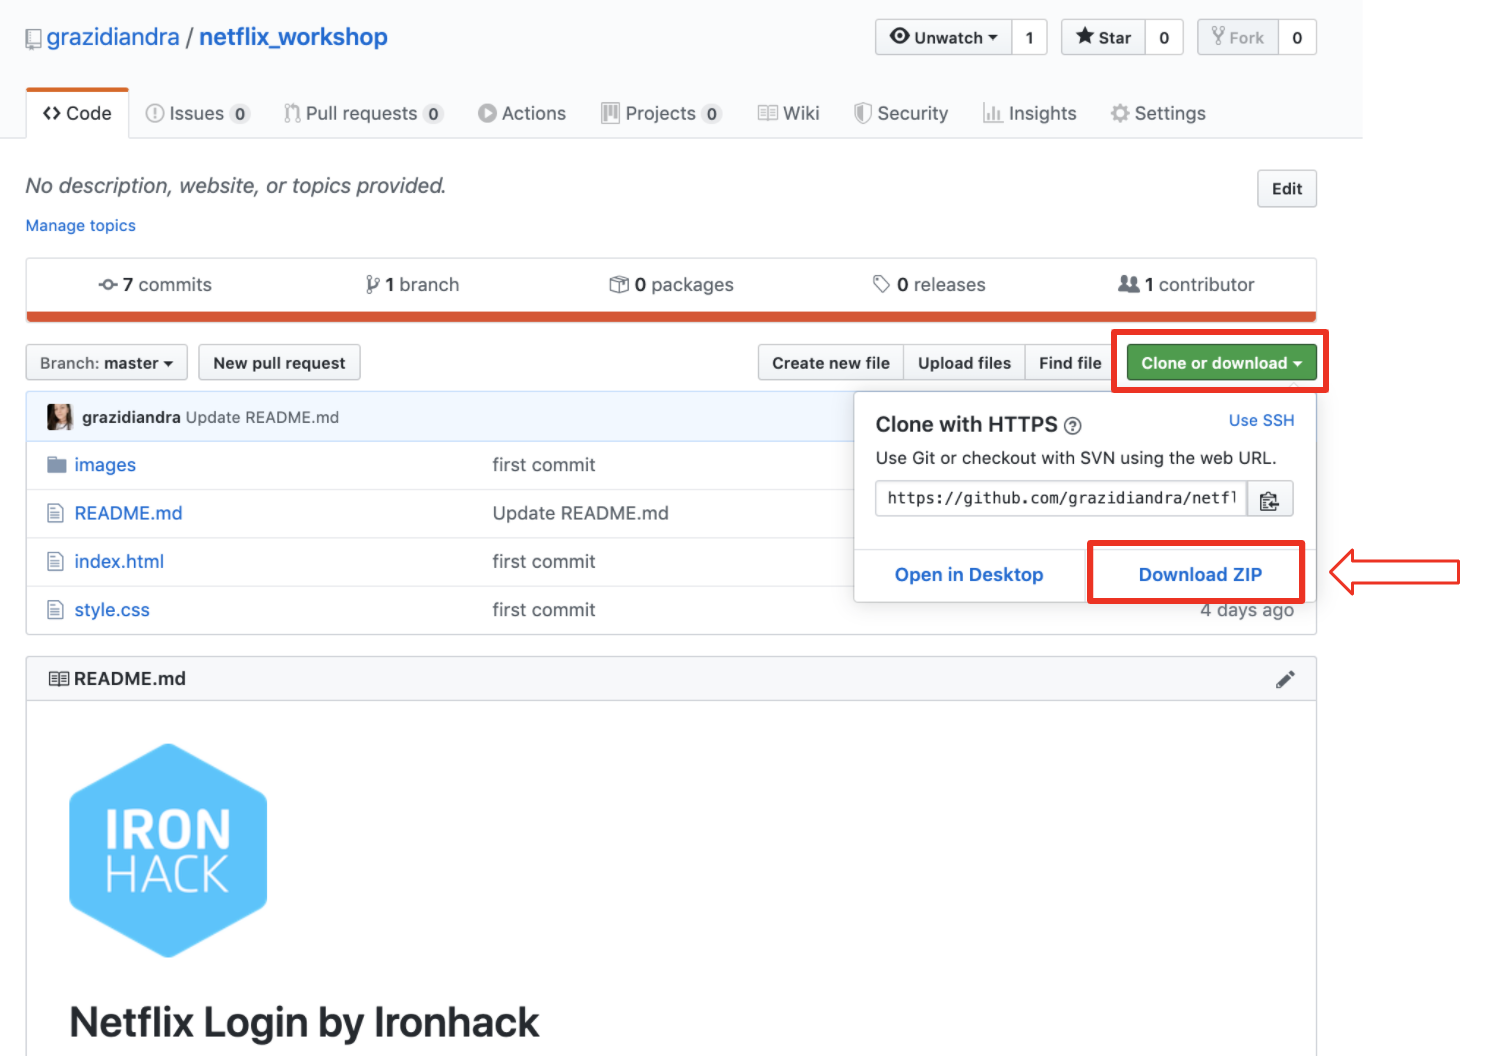 grazidiandra / netflix_workshop
Unwatch 1 Star 0 Fork 0
Code Issues 0 Pull requests 0 Actions Projects 0 Wiki Security Insights Settings
No description, website, or topics provided.
Edit
Manage topics
7 commits 1 branch 0 packages 0 releases 1 contributor
Branch: master New pull request Create new file Upload files Find file Clone or download
grazidiandra Update README.md
Clone with HTTPS Use SSH
Use Git or checkout with SVN using the web URL.
https://github.com/grazidiandra/netfl
Open in Desktop Download ZIP
images first commit
README.md Update README.md
index.html first commit
style.css first commit 4 days ago
README.md
IRON
HACK
Netflix Login by Ironhack